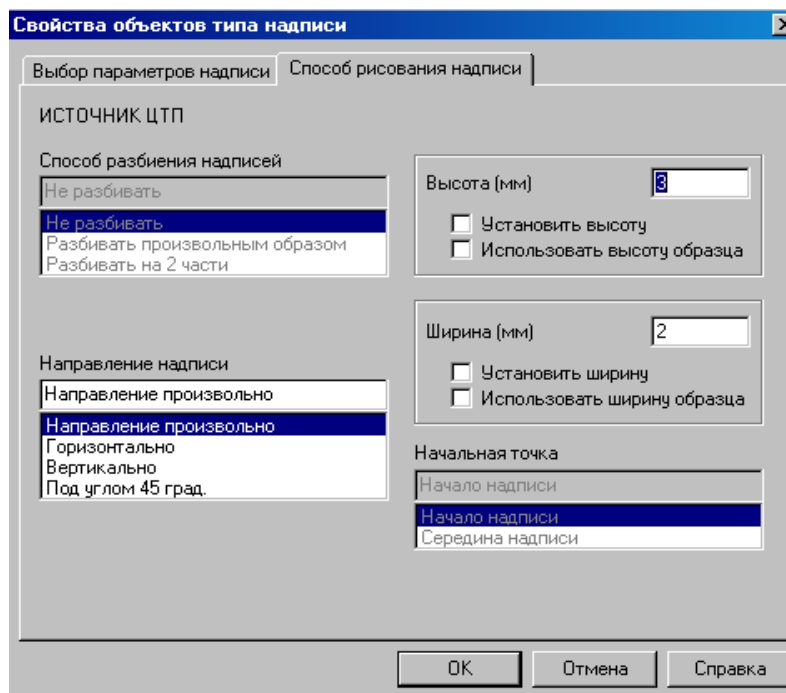 Свойства объектов типа надписи
Выбор параметров надписи
Способ рисования надписи
ИСТОЧНИК ЦТП
Способ разбиения надписей
Не разбивать
Не разбивать
Разбивать произвольным образом
Разбивать на 2 части
Направление надписи
Направление произвольно
Направление произвольно
Горизонтально
Вертикально
Под углом 45 град.
Высота (мм)
3
Установить высоту
Использовать высоту образца
Ширина (мм)
2
Установить ширину
Использовать ширину образца
Начальная точка
Начало надписи
Начало надписи
Середина надписи
OK
Отмена
Справка